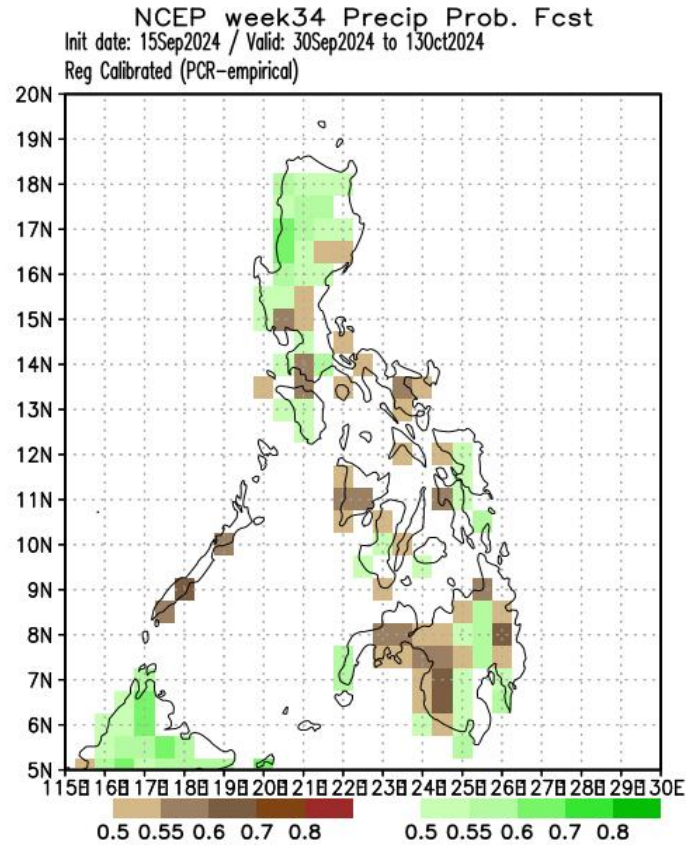 NCEP week34 Precip Prob. Fcst
Init date: 15Sep2024 / Valid: 30Sep2024 to 13Oct2024
Reg Calibrated (PCR-empirical)
20N
19N
18N
17N
16N
15N
14N
13N
12N
11N
10N
9N
8N
7N
6N
5N
115E 116E 117E 118E 119E 120E 121E 122E 123E 124E 125E 126E 127E 128E 129E 130E
0.5 0.55 0.6 0.7 0.8 0.5 0.55 0.6 0.7 0.8